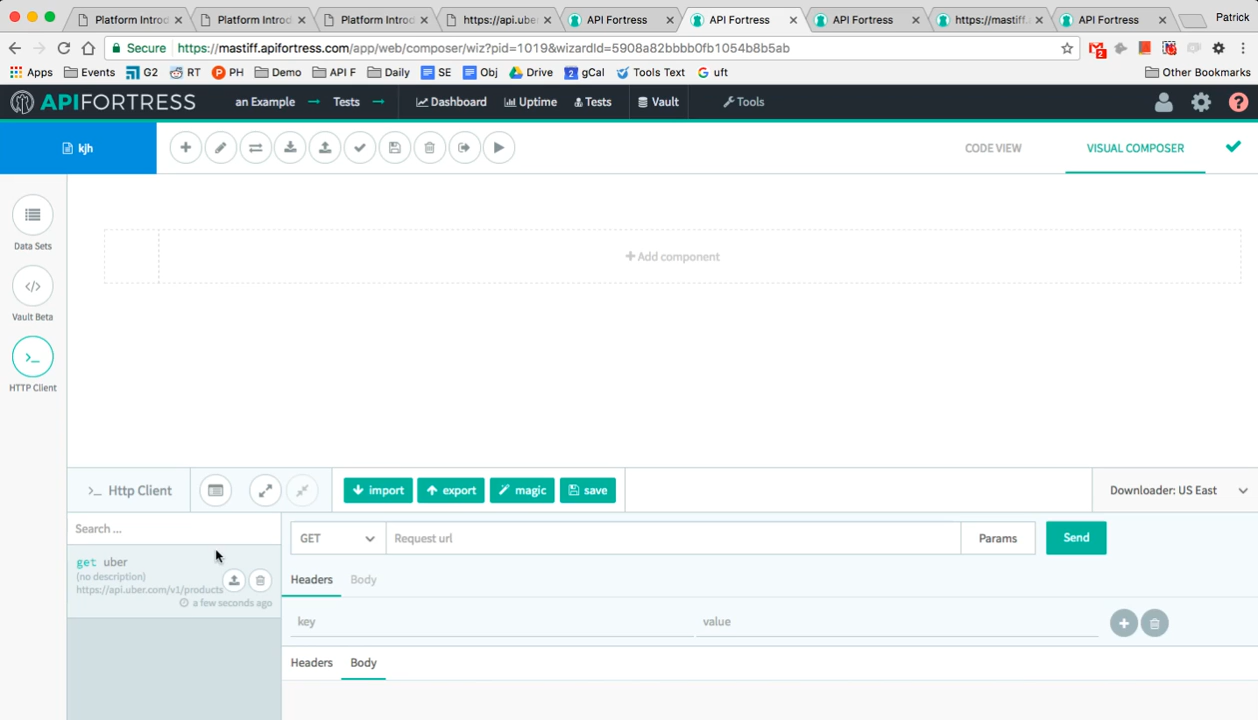 Platform Introd
Platform Introd
Platform Introd
https://api.uber
API Fortress
API Fortress
API Fortress
https://mastiff.a
API Fortress
Patrick
Secure
https://mastiff.apifortress.com/app/web/composer/wiz?pid=1019&wizardId=5908a82bbbb0fb1054b8b5ab
2
Apps
Events
G2
RT
PH
Demo
API F
Daily
SE
Obj
Drive
2 gCal
Tools Text
G uft
Other Bookmarks
APIFORTRESS
an Example → Tests →
Dashboard
Uptime
Tests
Vault
Tools
?
kjh
CODE VIEW
VISUAL COMPOSER
Data Sets
Vault Beta
HTTP Client
+ Add component
>_ Http Client
import
export
magic
save
Downloader: US East
Search ...
get uber
(no description)
https://api.uber.com/v1/products
a few seconds ago
GET
Request url
Params
Send
Headers
Body
key
value
Headers
Body